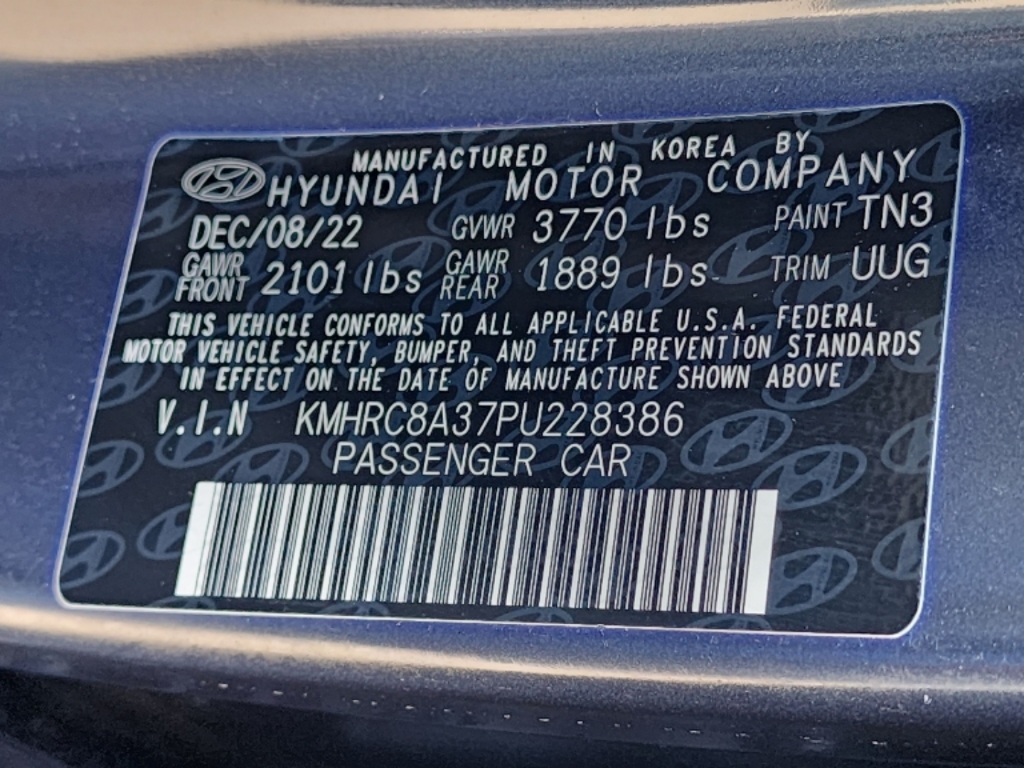 MANUFACTURED IN KOREA BY
HYUNDAI MOTOR COMPANY
DEC/08/22 GVWR 3770 lbs PAINT TN3
GAWR FRONT 2101 lbs GAWR REAR 1889 lbs TRIM UUG
THIS VEHICLE CONFORMS TO ALL APPLICABLE U.S.A. FEDERAL
MOTOR VEHICLE SAFETY, BUMPER, AND THEFT PREVENTION STANDARDS
IN EFFECT ON THE DATE OF MANUFACTURE SHOWN ABOVE
V.I.N KMHRC8A37PU228386
PASSENGER CAR